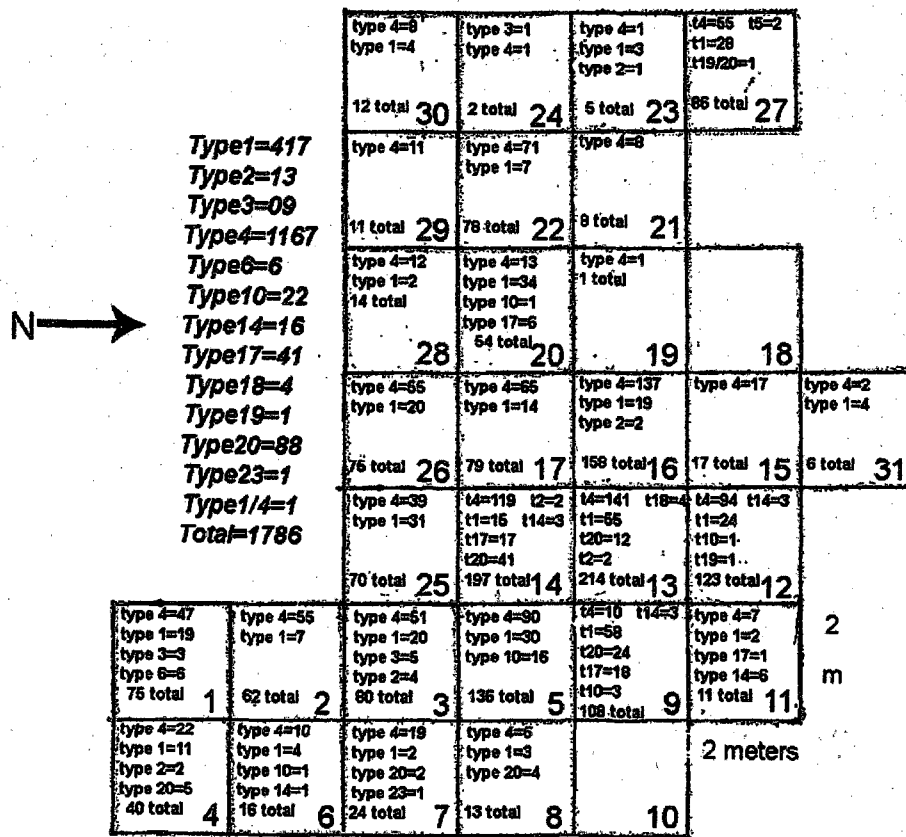 type 4=8
type 1=4
12 total 30
type 3=1
type 4=1
2 total 24
type 4=1
type 1=3
type 2=1
5 total 23
t4=55 t5=2
t1=28
t19/20=1
86 total 27
Type1=417
Type2=13
Type3=09
Type4=1167
Type6=6
Type10=22
Type14=16
Type17=41
Type18=4
Type19=1
Type20=88
Type23=1
Type1/4=1
Total=1786
N
type 4=11
11 total 29
type 4=71
type 1=7
78 total 22
type 4=8
8 total 21
type 4=12
type 1=2
14 total
28
type 4=13
type 1=34
type 10=1
type 17=6
54 total
20
type 4=1
1 total
19
18
type 4=55
type 1=20
75 total 26
type 4=65
type 1=14
79 total 17
type 4=137
type 1=19
type 2=2
158 total 16
type 4=17
17 total 15
type 4=2
type 1=4
6 total 31
type 4=39
type 1=31
70 total 25
t4=119 t2=2
t1=15 t14=3
t17=17
t20=41
197 total 14
t4=141 t18=4
t1=55
t20=12
t2=2
214 total 13
t4=94 t14=3
t1=24
t10=1
t19=1
123 total 12
type 4=47
type 1=19
type 3=3
type 6=6
75 total 1
type 4=55
type 1=7
62 total 2
type 4=51
type 1=20
type 3=5
type 2=4
80 total 3
type 4=90
type 1=30
type 10=16
136 total 5
t4=10 t14=3
t1=58
t20=24
t17=18
t10=3
108 total 9
type 4=7
type 1=2
type 17=1
type 14=6
11 total 11
2
m
type 4=22
type 1=11
type 2=2
type 20=5
40 total 4
type 4=10
type 1=4
type 10=1
type 14=1
16 total 6
type 4=19
type 1=2
type 20=2
type 23=1
24 total 7
type 4=6
type 1=3
type 20=4
13 total 8
10
2 meters